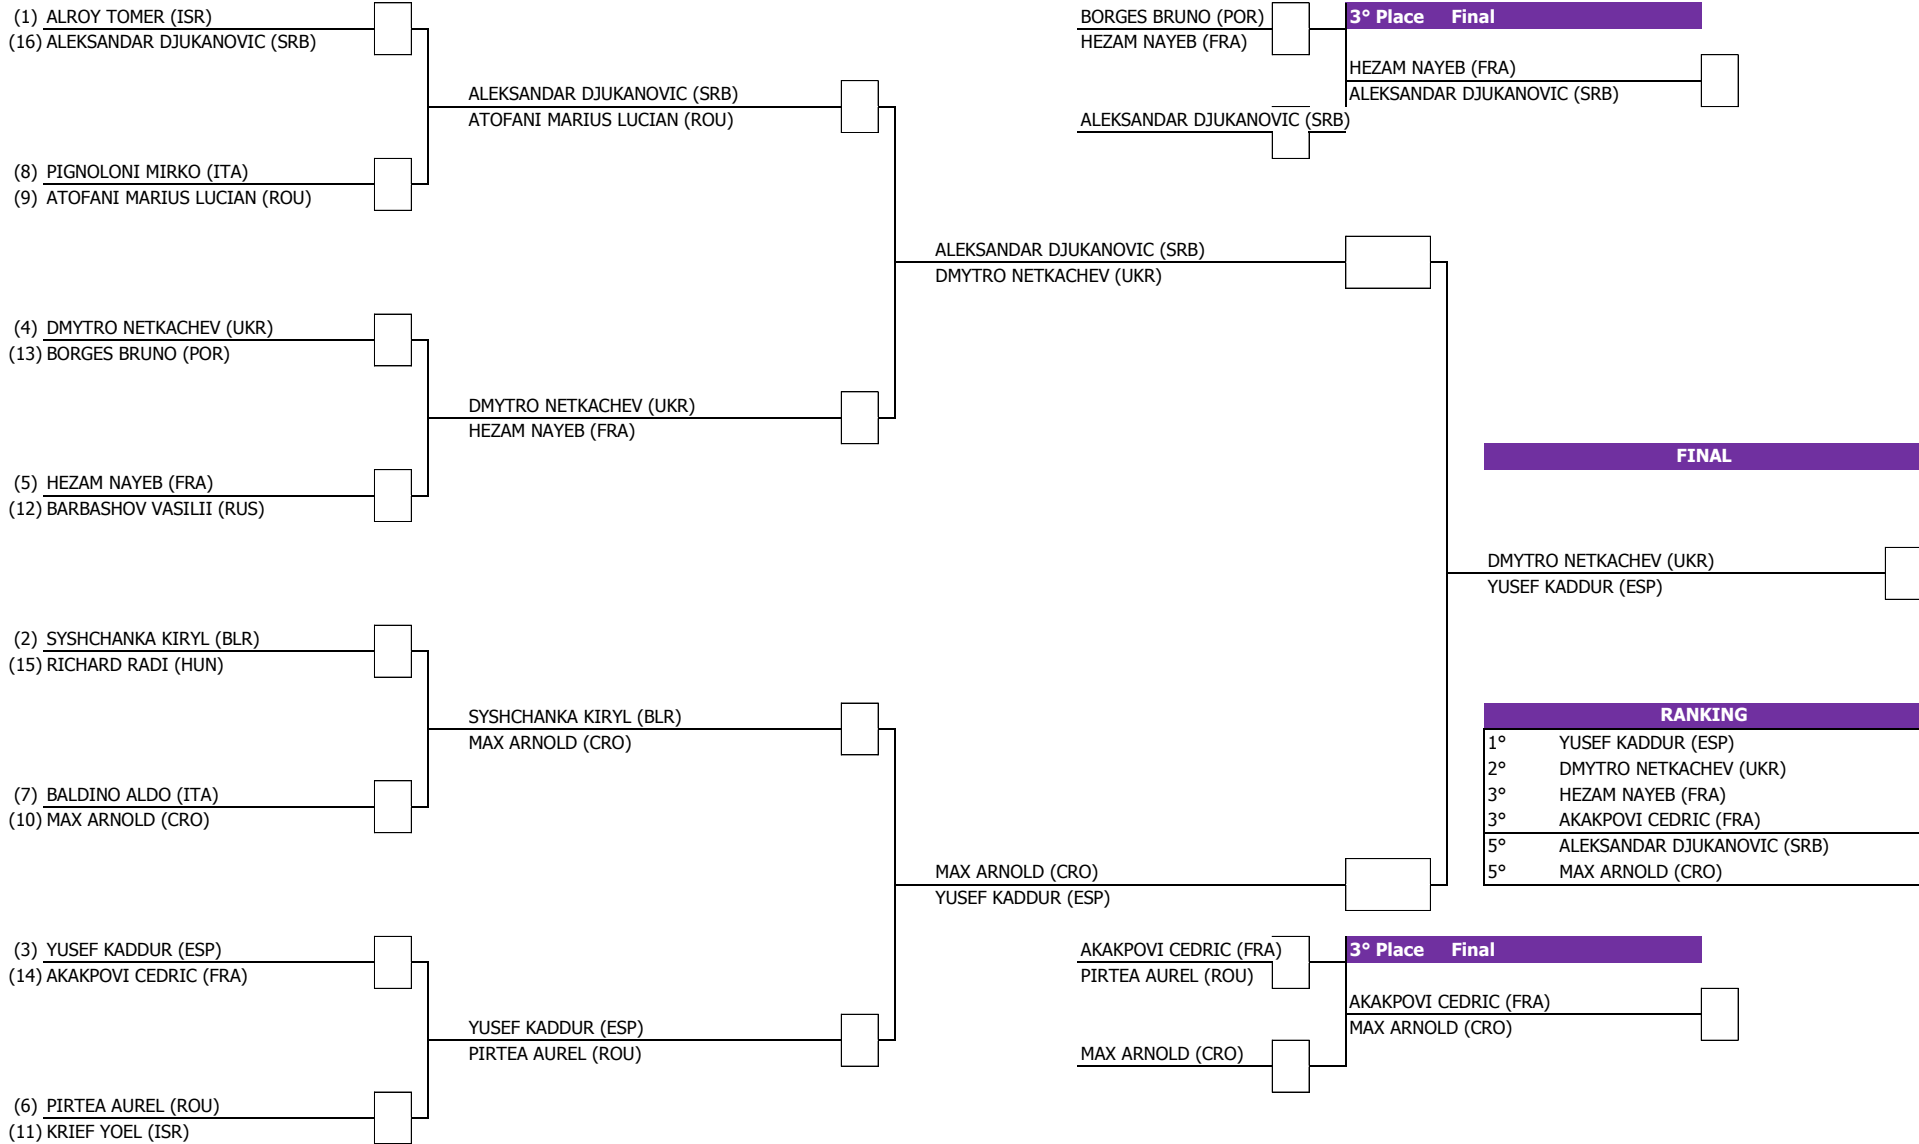 (1) ALROY TOMER (ISR)
(16) ALEKSANDAR DJUKANOVIC (SRB)
(8) PIGNOLONI MIRKO (ITA)
(9) ATOFANI MARIUS LUCIAN (ROU)
(4) DMYTRO NETKACHEV (UKR)
(13) BORGES BRUNO (POR)
(5) HEZAM NAYEB (FRA)
(12) BARBASHOV VASILII (RUS)
(2) SYSHCHANKA KIRYL (BLR)
(15) RICHARD RADI (HUN)
(7) BALDINO ALDO (ITA)
(10) MAX ARNOLD (CRO)
(3) YUSEF KADDUR (ESP)
(14) AKAKPOVI CEDRIC (FRA)
(6) PIRTEA AUREL (ROU)
(11) KRIEF YOEL (ISR)
ALEKSANDAR DJUKANOVIC (SRB)
ATOFANI MARIUS LUCIAN (ROU)
DMYTRO NETKACHEV (UKR)
HEZAM NAYEB (FRA)
SYSHCHANKA KIRYL (BLR)
MAX ARNOLD (CRO)
YUSEF KADDUR (ESP)
PIRTEA AUREL (ROU)
ALEKSANDAR DJUKANOVIC (SRB)
DMYTRO NETKACHEV (UKR)
MAX ARNOLD (CRO)
YUSEF KADDUR (ESP)
BORGES BRUNO (POR)
HEZAM NAYEB (FRA)
ALEKSANDAR DJUKANOVIC (SRB)
3° Place Final
HEZAM NAYEB (FRA)
ALEKSANDAR DJUKANOVIC (SRB)
FINAL
DMYTRO NETKACHEV (UKR)
YUSEF KADDUR (ESP)
RANKING
1° YUSEF KADDUR (ESP)
2° DMYTRO NETKACHEV (UKR)
3° HEZAM NAYEB (FRA)
3° AKAKPOVI CEDRIC (FRA)
5° ALEKSANDAR DJUKANOVIC (SRB)
5° MAX ARNOLD (CRO)
AKAKPOVI CEDRIC (FRA)
PIRTEA AUREL (ROU)
MAX ARNOLD (CRO)
3° Place Final
AKAKPOVI CEDRIC (FRA)
MAX ARNOLD (CRO)